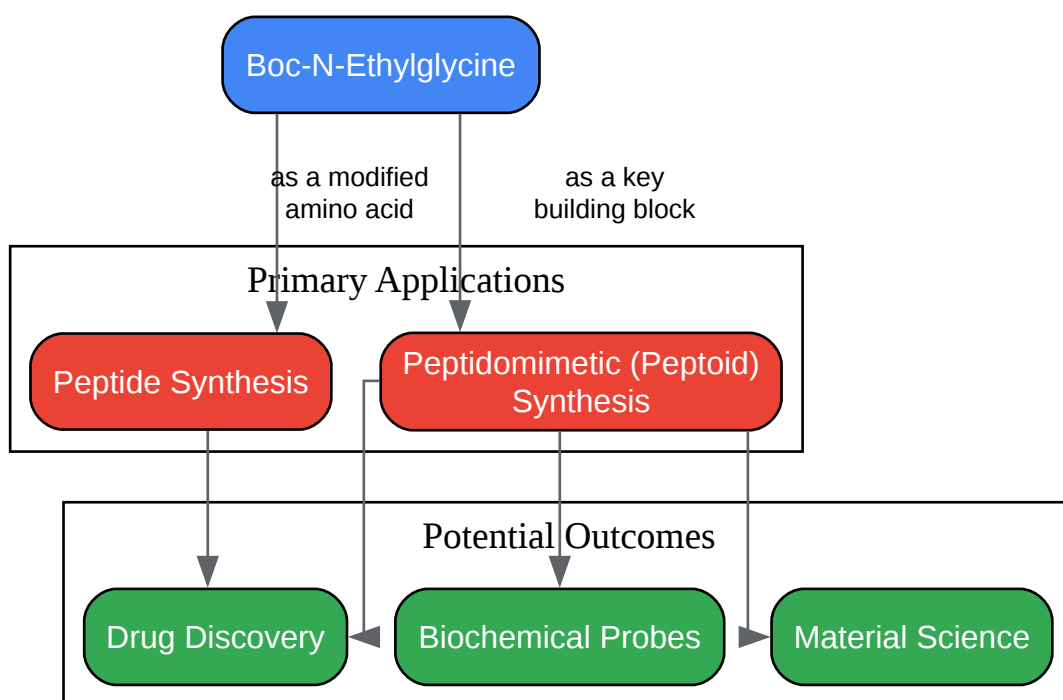 Boc-N-Ethylglycine
as a modified
amino acid
as a key
building block
Primary Applications
Peptide Synthesis
Peptidomimetic (Peptoid)
Synthesis
Potential Outcomes
Drug Discovery
Biochemical Probes
Material Science